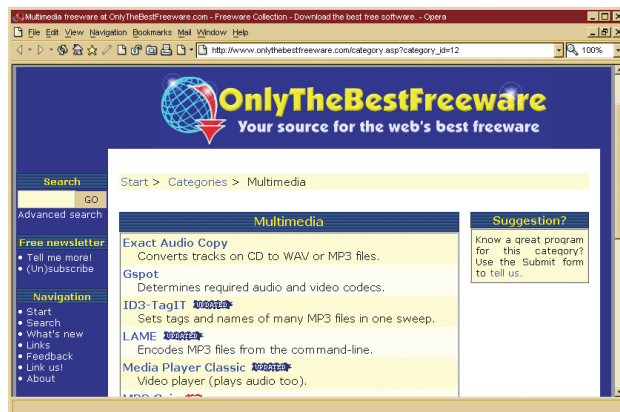 Multimedia freeware at OnlyTheBestFreeware.com - Freeware Collection - Download the best free software. - Opera
File Edit View Navigation Bookmarks Mail Window Help
http://www.onlythebestfreeware.com/category.asp?category_id=12
100%
OnlyTheBestFreeware
Your source for the web's best freeware
Search
GO
Advanced search
Free newsletter
• Tell me more!
• (Un)subscribe
Navigation
• Start
• Search
• What's new
• Links
• Feedback
• Link us!
• About
Start > Categories > Multimedia
Multimedia
Exact Audio Copy
Converts tracks on CD to WAV or MP3 files.
Gspot
Determines required audio and video codecs.
ID3-TagIT UPDATED
Sets tags and names of many MP3 files in one sweep.
LAME UPDATED
Encodes MP3 files from the command-line.
Media Player Classic UPDATED
Video player (plays audio too).
Suggestion?
Know a great program
for this category?
Use the Submit form
to tell us.